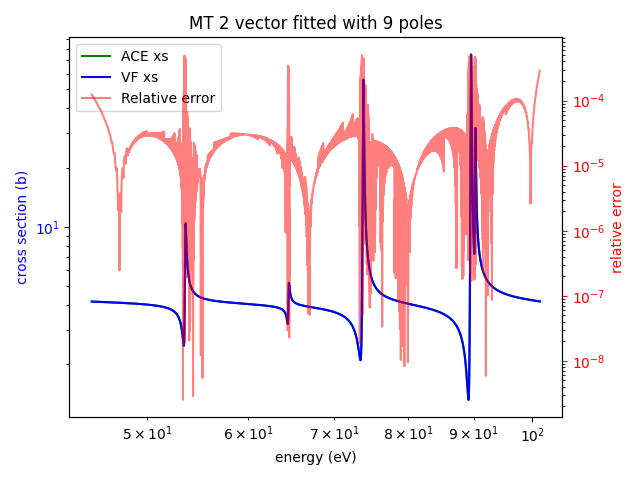 MT 2 vector fitted with 9 poles
ACE xs
VF xs
Relative error
cross section (b)
10¹
10⁻⁴
10⁻⁵
10⁻⁶
10⁻⁷
10⁻⁸
relative error
5 × 10¹ 6 × 10¹ 7 × 10¹ 8 × 10¹ 9 × 10¹ 10²
energy (eV)